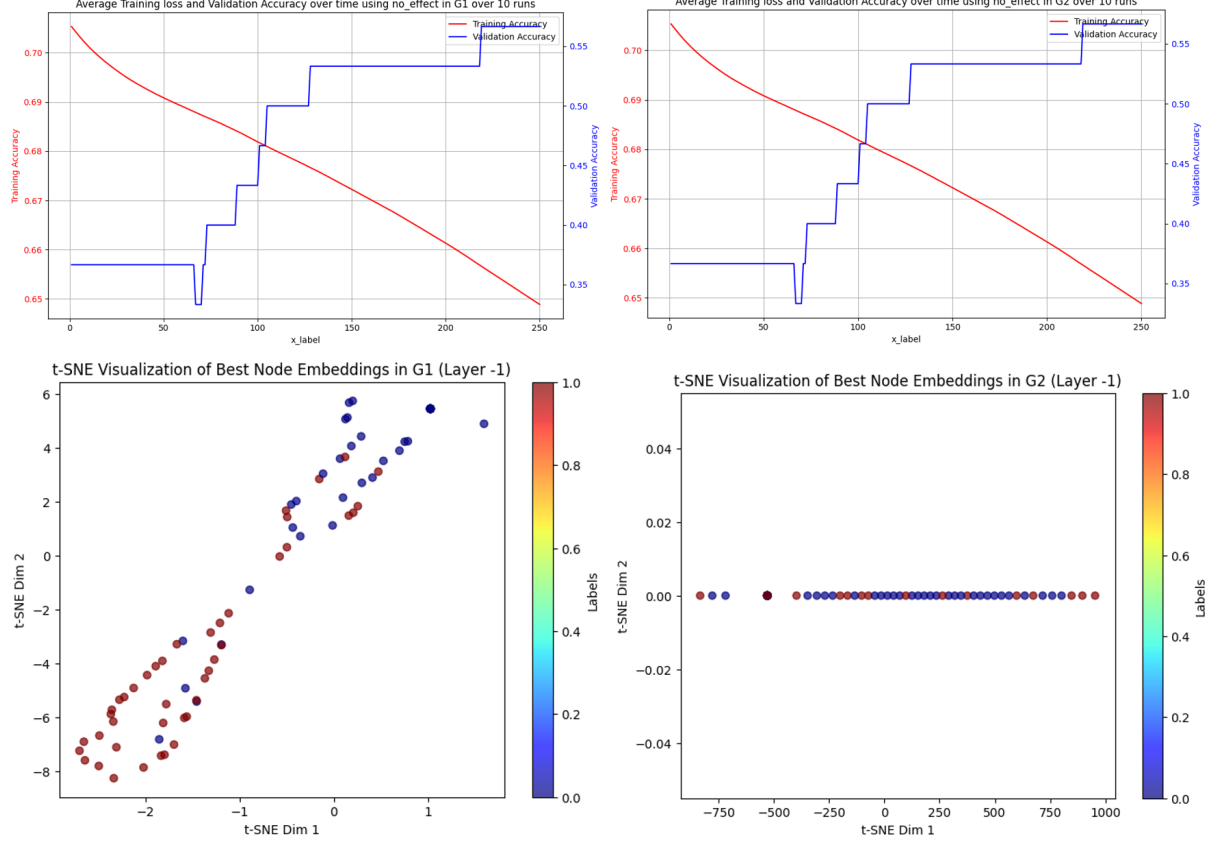 Average Training loss and Validation Accuracy over time using no_effect in G1 over 10 runs
Training Accuracy
Validation Accuracy
0.70
0.69
0.68
0.67
0.66
0.65
Training Accuracy
0.55
0.50
0.45
0.40
0.35
Validation Accuracy
0 50 100 150 200 250
x_label
Average Training loss and Validation Accuracy over time using no_effect in G2 over 10 runs
Training Accuracy
Validation Accuracy
0.70
0.69
0.68
0.67
0.66
0.65
Training Accuracy
0.55
0.50
0.45
0.40
0.35
Validation Accuracy
0 50 100 150 200 250
x_label
t-SNE Visualization of Best Node Embeddings in G1 (Layer -1)
6
4
2
0
−2
−4
−6
−8
t-SNE Dim 2
−2 −1 0 1
t-SNE Dim 1
1.0
0.8
0.6
0.4
0.2
0.0
Labels
t-SNE Visualization of Best Node Embeddings in G2 (Layer -1)
0.04
0.02
0.00
−0.02
−0.04
t-SNE Dim 2
−750 −500 −250 0 250 500 750 1000
t-SNE Dim 1
1.0
0.8
0.6
0.4
0.2
0.0
Labels